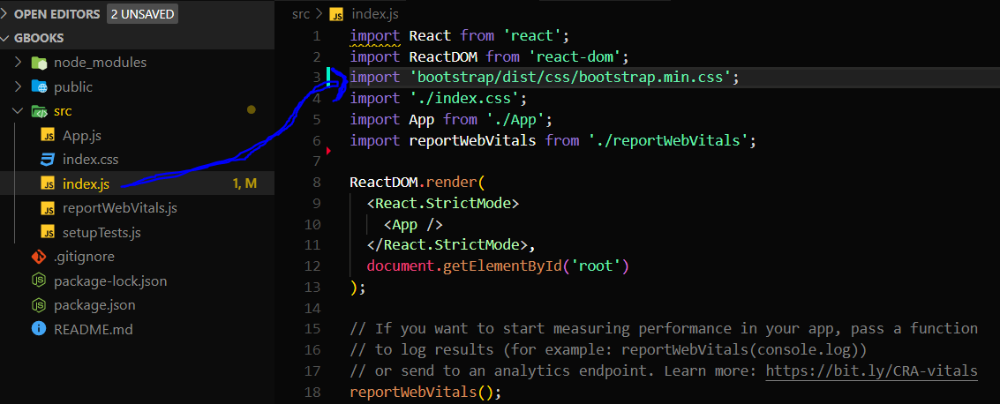 OPEN EDITORS 2 UNSAVED
GBOOKS
node_modules
public
src
JS App.js
index.css
JS index.js 1, M
JS reportWebVitals.js
JS setupTests.js
.gitignore
package-lock.json
package.json
README.md
src > JS index.js
1 import React from 'react';
2 import ReactDOM from 'react-dom';
3 import 'bootstrap/dist/css/bootstrap.min.css';
4 import './index.css';
5 import App from './App';
6 import reportWebVitals from './reportWebVitals';
7
8 ReactDOM.render(
9 <React.StrictMode>
10 <App />
11 </React.StrictMode>,
12 document.getElementById('root')
13 );
14
15 // If you want to start measuring performance in your app, pass a function
16 // to log results (for example: reportWebVitals(console.log))
17 // or send to an analytics endpoint. Learn more: https://bit.ly/CRA-vitals
18 reportWebVitals();